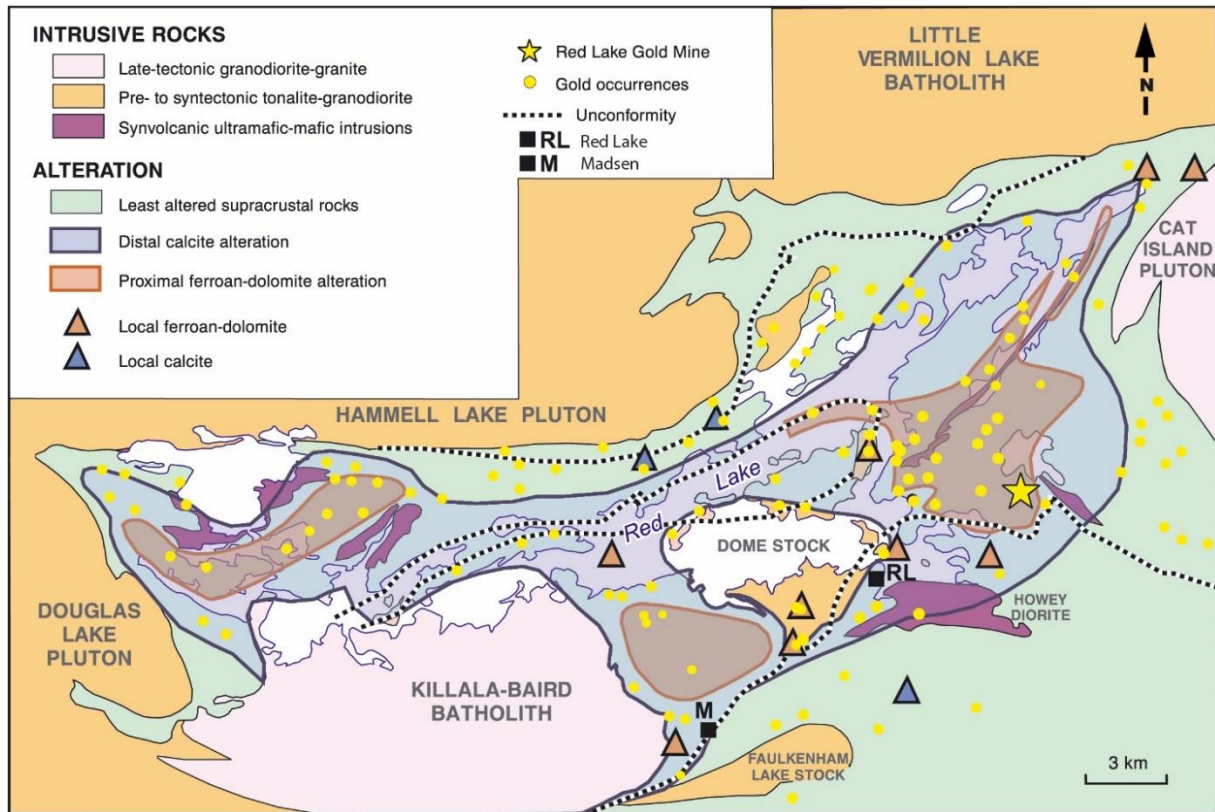 INTRUSIVE ROCKS
Late-tectonic granodiorite-granite
Pre- to syntectonic tonalite-granodiorite
Synvolcanic ultramafic-mafic intrusions
ALTERATION
Least altered supracrustal rocks
Distal calcite alteration
Proximal ferroan-dolomite alteration
Local ferroan-dolomite
Local calcite
Red Lake Gold Mine
Gold occurrences
Unconformity
RL Red Lake
M Madsen
LITTLE
VERMILION LAKE
BATHOLITH
N
CAT
ISLAND
PLUTON
HAMMELL LAKE PLUTON
Red Lake
DOME STOCK
RL
HOWEY
DIORITE
DOUGLAS
LAKE
PLUTON
KILLALA-BAIRD
BATHOLITH
M
FAULKENHAM
LAKE STOCK
3 km